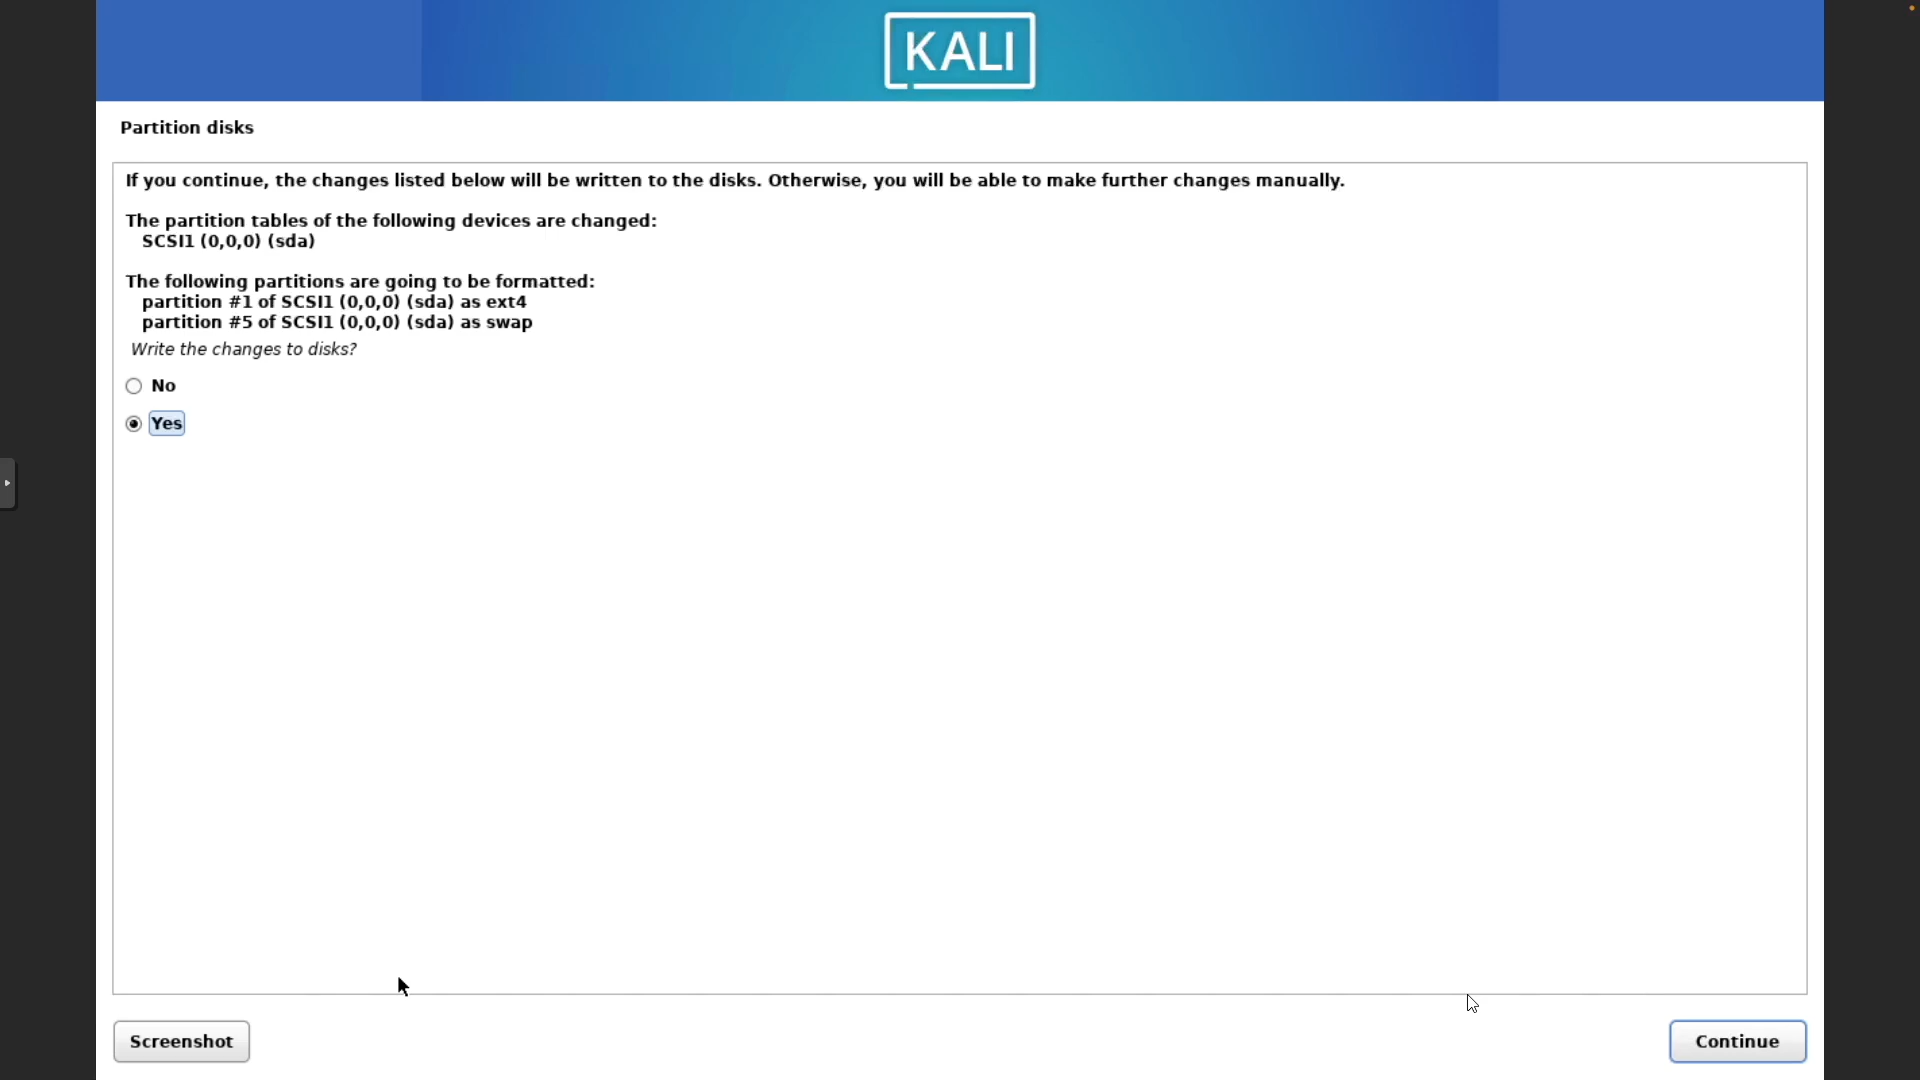 KALI
Partition disks
If you continue, the changes listed below will be written to the disks. Otherwise, you will be able to make further changes manually.
The partition tables of the following devices are changed:
SCSI1 (0,0,0) (sda)
The following partitions are going to be formatted:
partition #1 of SCSI1 (0,0,0) (sda) as ext4
partition #5 of SCSI1 (0,0,0) (sda) as swap
Write the changes to disks?
No
Yes
Screenshot
Continue